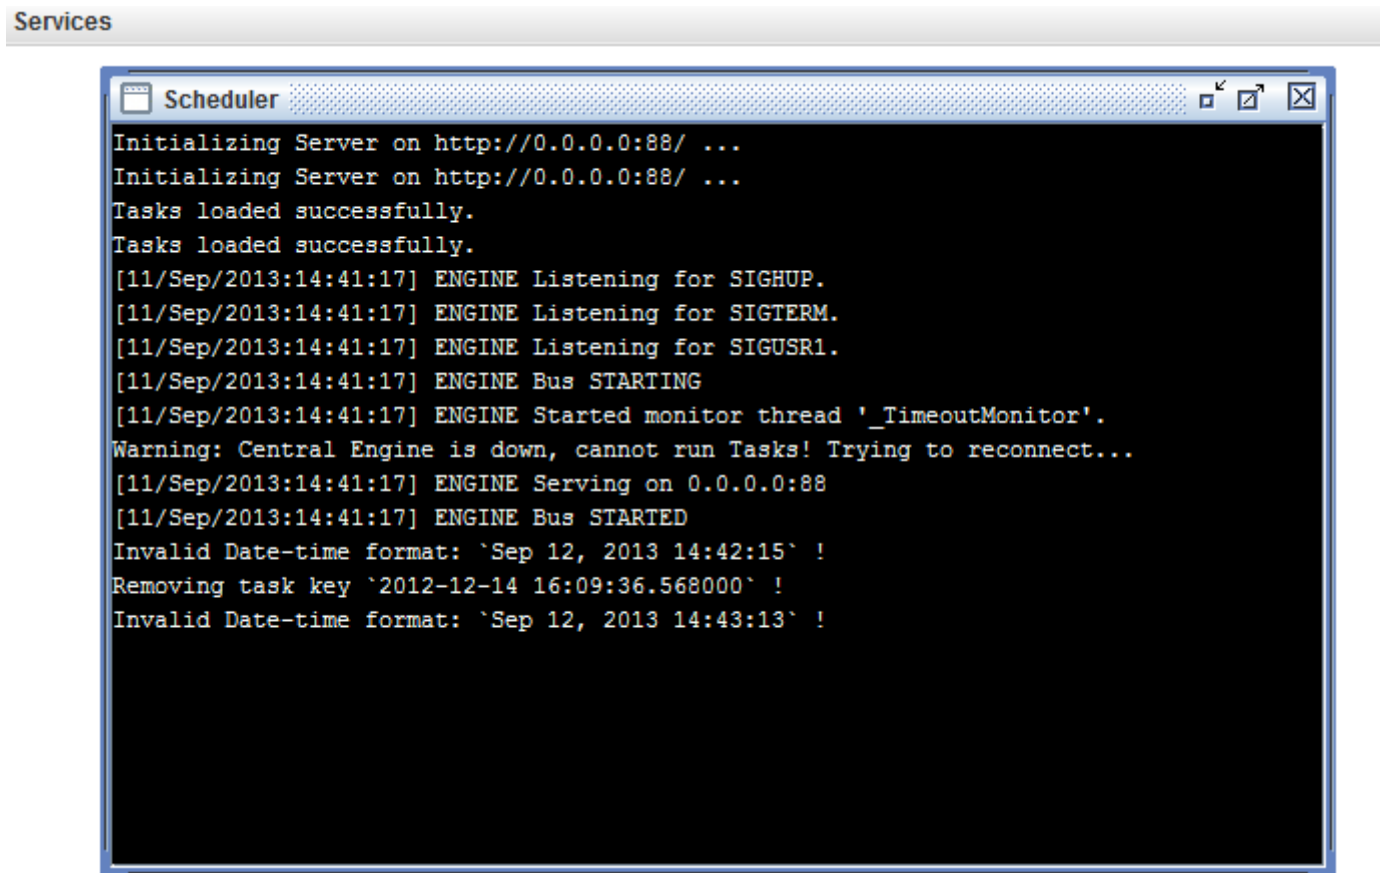 Services
Scheduler
Initializing Server on http://0.0.0.0:88/ ...
Initializing Server on http://0.0.0.0:88/ ...
Tasks loaded successfully.
Tasks loaded successfully.
[11/Sep/2013:14:41:17] ENGINE Listening for SIGHUP.
[11/Sep/2013:14:41:17] ENGINE Listening for SIGTERM.
[11/Sep/2013:14:41:17] ENGINE Listening for SIGUSR1.
[11/Sep/2013:14:41:17] ENGINE Bus STARTING
[11/Sep/2013:14:41:17] ENGINE Started monitor thread '_TimeoutMonitor'.
Warning: Central Engine is down, cannot run Tasks! Trying to reconnect...
[11/Sep/2013:14:41:17] ENGINE Serving on 0.0.0.0:88
[11/Sep/2013:14:41:17] ENGINE Bus STARTED
Invalid Date-time format: `Sep 12, 2013 14:42:15` !
Removing task key `2012-12-14 16:09:36.568000` !
Invalid Date-time format: `Sep 12, 2013 14:43:13` !